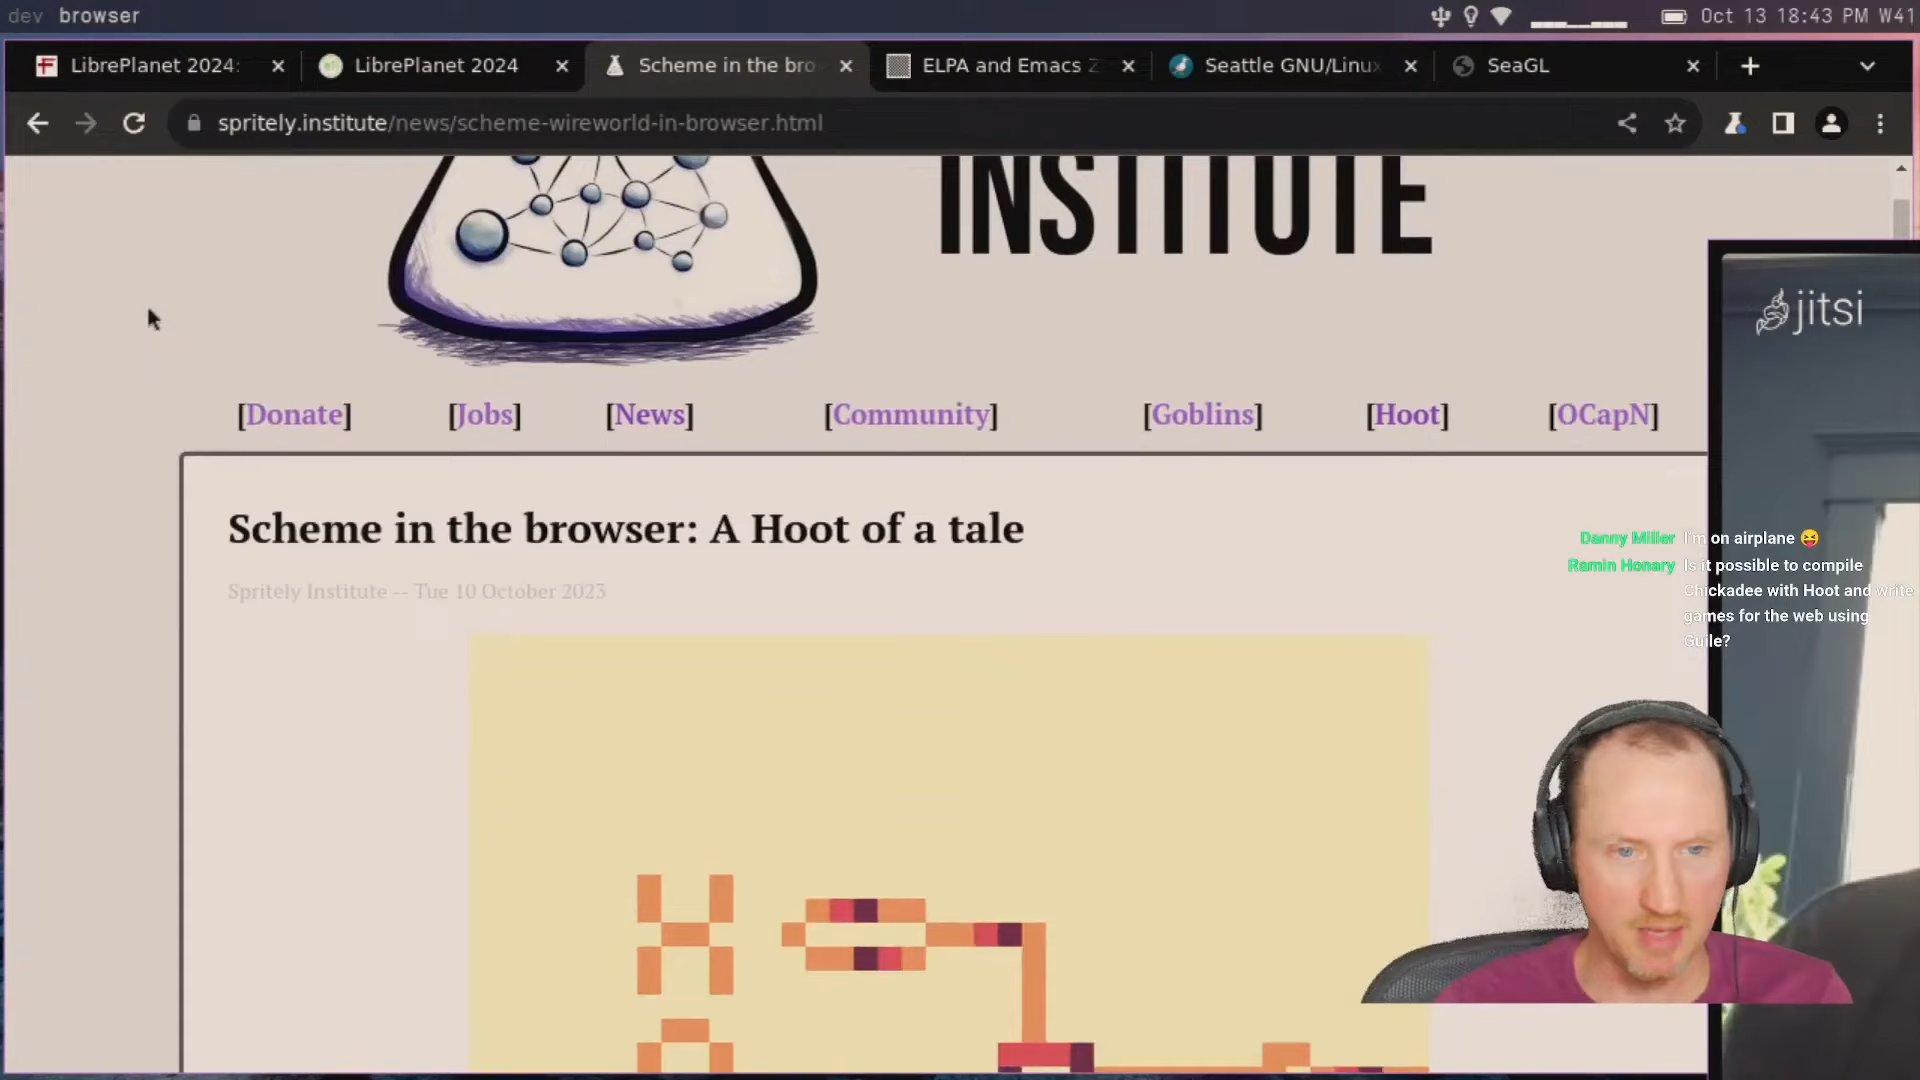 dev browser
Oct 13 18:43 PM W41
LibrePlanet 2024:
LibrePlanet 2024
Scheme in the bro
ELPA and Emacs
Seattle GNU/Linux
SeaGL
spritely.institute/news/scheme-wireworld-in-browser.html
INSTITUTE
jitsi
[Donate] [Jobs] [News] [Community] [Goblins] [Hoot] [OCapN]
Scheme in the browser: A Hoot of a tale
Spritely Institute -- Tue 10 October 2023
Danny Miller I'm on airplane 😝
Ramin Honary Is it possible to compile
Chickadee with Hoot and write
games for the web using
Guile?